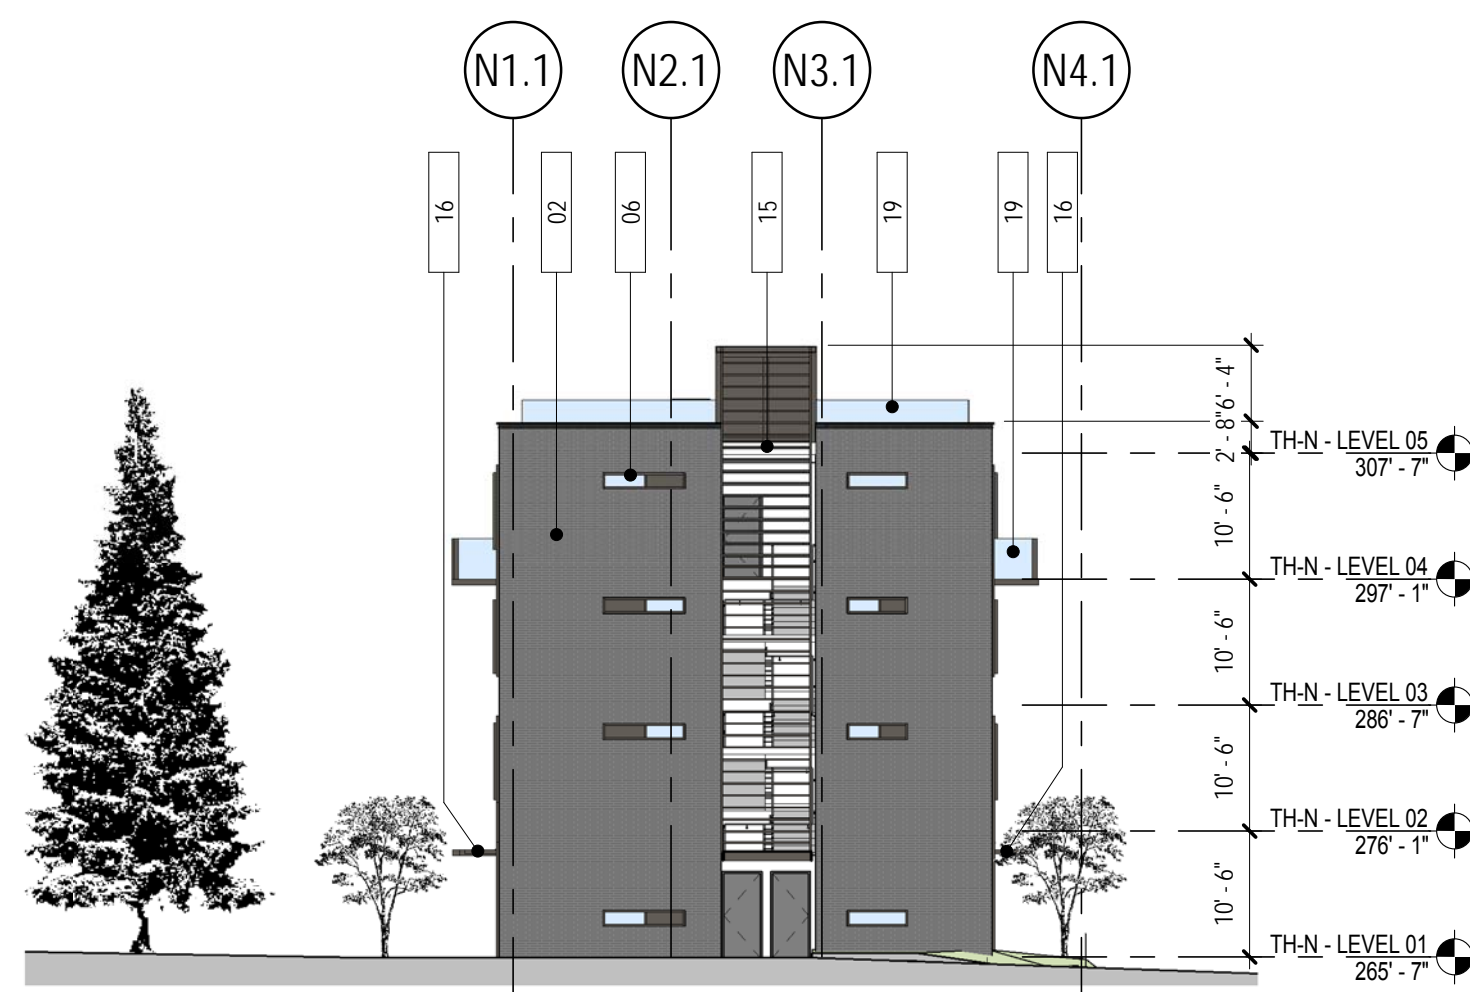 N1.1
N2.1
N3.1
N4.1
16
02
06
15
19
19
16
6' - 4"
2' - 8"
TH-N - LEVEL 05
307' - 7"
10' - 6"
TH-N - LEVEL 04
297' - 1"
10' - 6"
TH-N - LEVEL 03
286' - 7"
10' - 6"
TH-N - LEVEL 02
276' - 1"
10' - 6"
TH-N - LEVEL 01
265' - 7"